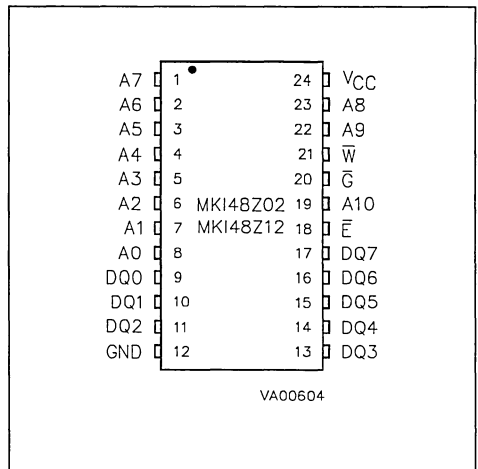 A7 1 24 VCC
A6 2 23 A8
A5 3 22 A9
A4 4 21 W̅
A3 5 20 G̅
A2 6 MKI48Z02 19 A10
A1 7 MKI48Z12 18 E̅
A0 8 17 DQ7
DQ0 9 16 DQ6
DQ1 10 15 DQ5
DQ2 11 14 DQ4
GND 12 13 DQ3
VA00604